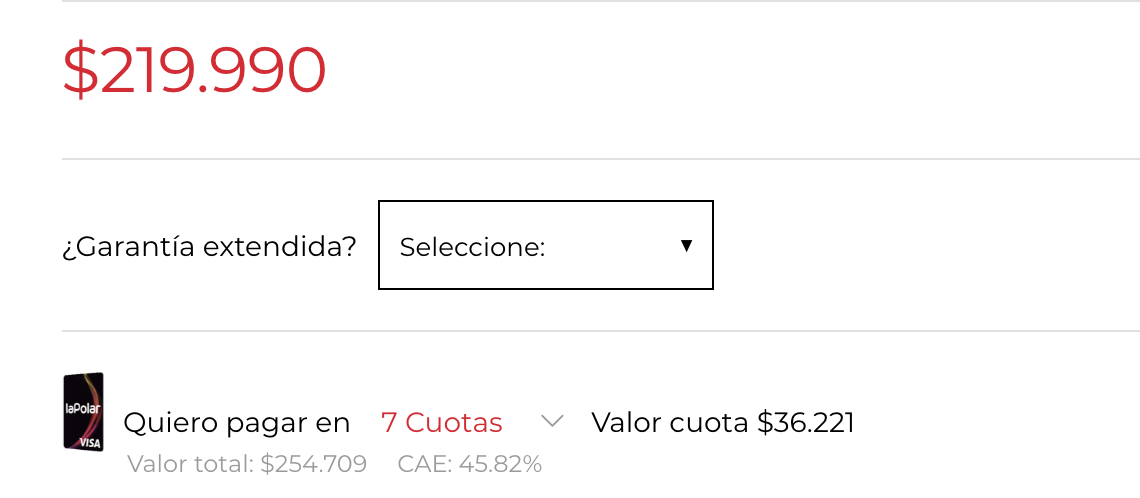 $219.990
¿Garantía extendida? Seleccione:
laPolar
VISA
Quiero pagar en 7 Cuotas Valor cuota $36.221
Valor total: $254.709 CAE: 45.82%